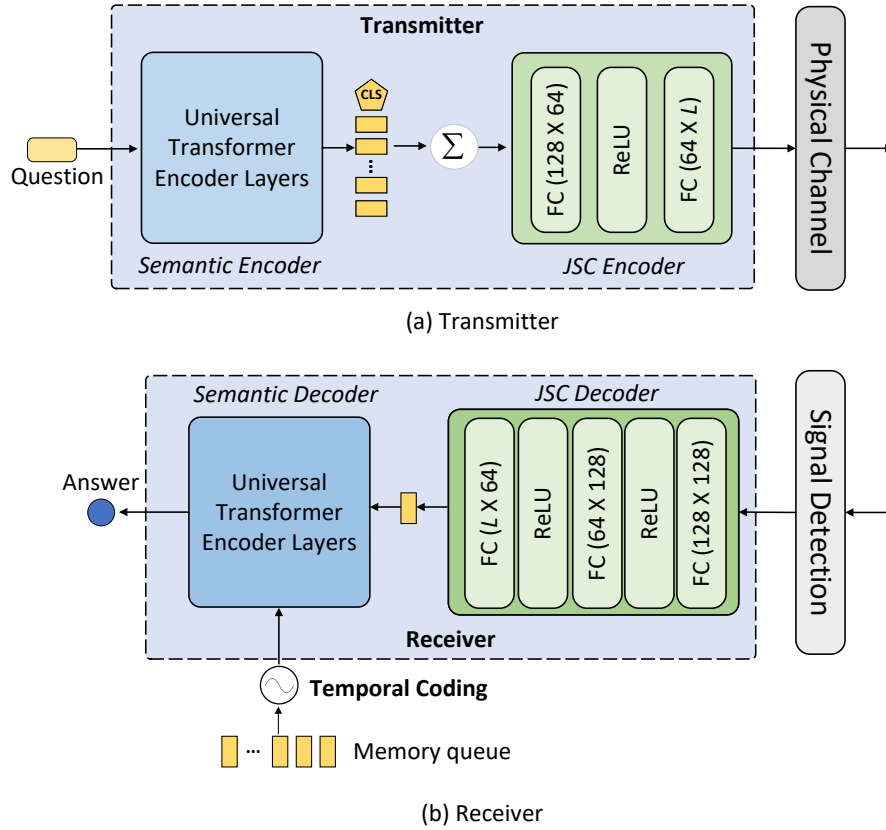 Transmitter
Question
Universal
Transformer
Encoder Layers
CLS
...
Σ
FC (128 X 64)
ReLU
FC (64 X L)
Physical Channel
Semantic Encoder
JSC Encoder
(a) Transmitter
Semantic Decoder
JSC Decoder
Answer
Universal
Transformer
Encoder Layers
FC (L X 64)
ReLU
FC (64 X 128)
ReLU
FC (128 X 128)
Signal Detection
Receiver
Temporal Coding
...
Memory queue
(b) Receiver